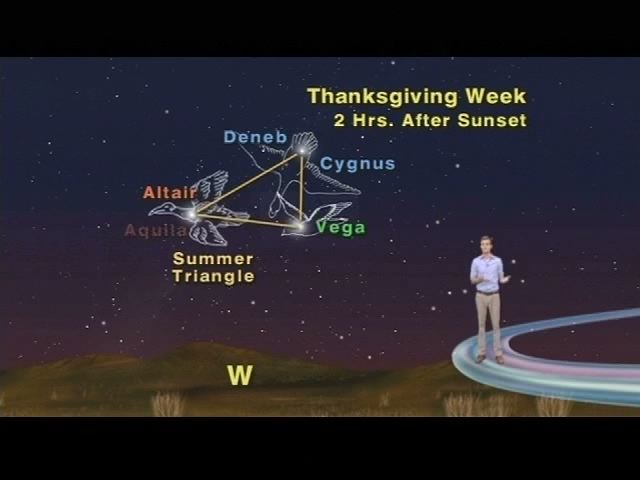 Thanksgiving Week
2 Hrs. After Sunset
Deneb
Cygnus
Altair
Aquila
Vega
Summer
Triangle
W